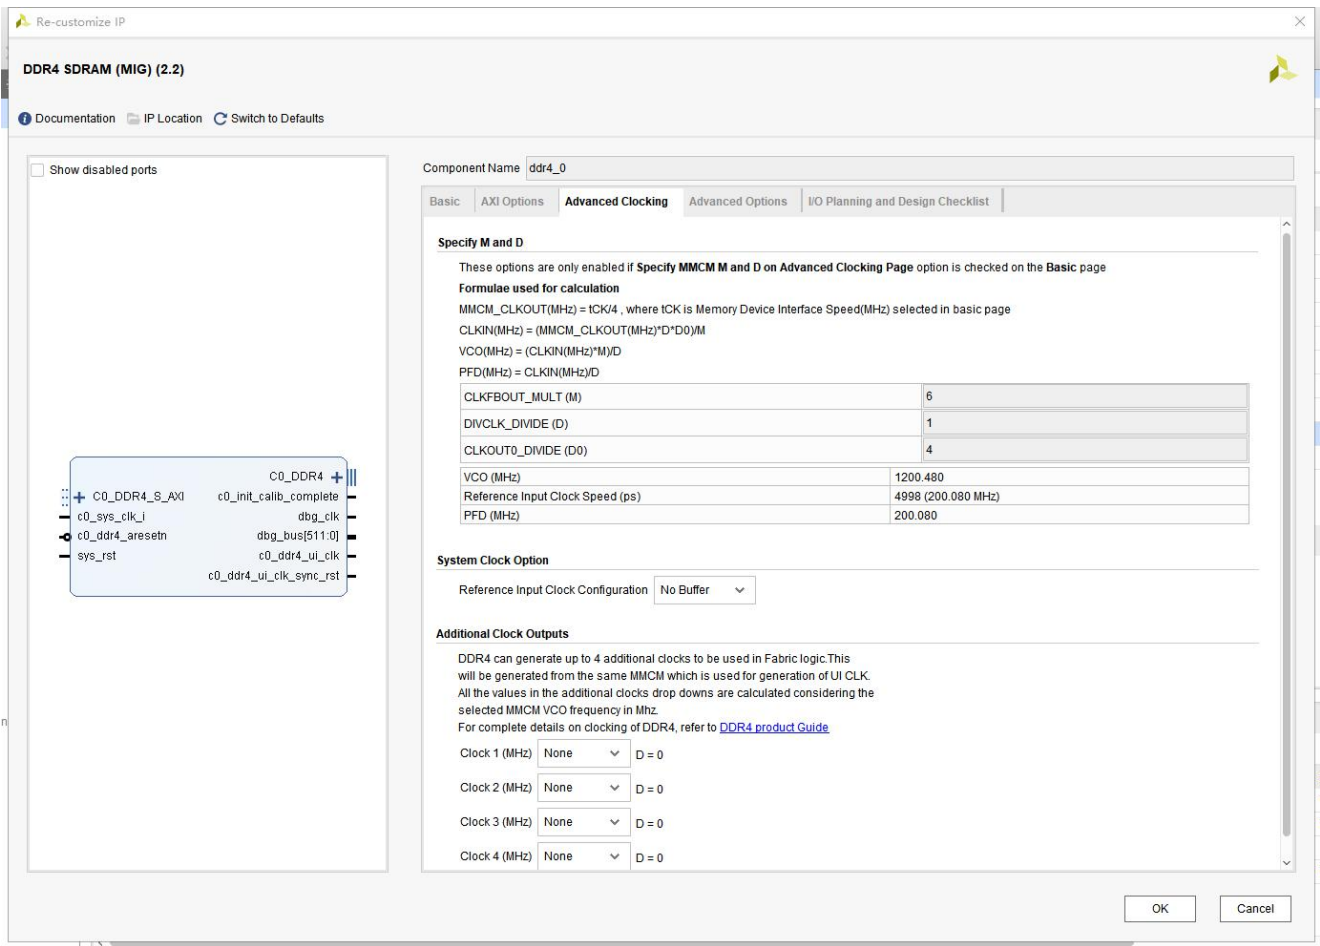 Re-customize IP
DDR4 SDRAM (MIG) (2.2)
Documentation IP Location Switch to Defaults
Show disabled ports
C0_DDR4
C0_DDR4_S_AXI c0_init_calib_complete
c0_sys_clk_i dbg_clk
c0_ddr4_aresetn dbg_bus[511:0]
sys_rst c0_ddr4_ui_clk
c0_ddr4_ui_clk_sync_rst
Component Name ddr4_0
Basic AXI Options Advanced Clocking Advanced Options I/O Planning and Design Checklist
Specify M and D
These options are only enabled if Specify MMCM M and D on Advanced Clocking Page option is checked on the Basic page
Formulae used for calculation
MMCM_CLKOUT(MHz) = tCK/4 , where tCK is Memory Device Interface Speed(MHz) selected in basic page
CLKIN(MHz) = (MMCM_CLKOUT(MHz)*D*D0)/M
VCO(MHz) = (CLKIN(MHz)*M)/D
PFD(MHz) = CLKIN(MHz)/D
CLKFBOUT_MULT (M) 6
DIVCLK_DIVIDE (D) 1
CLKOUT0_DIVIDE (D0) 4
VCO (MHz) 1200.480
Reference Input Clock Speed (ps) 4998 (200.080 MHz)
PFD (MHz) 200.080
System Clock Option
Reference Input Clock Configuration No Buffer
Additional Clock Outputs
DDR4 can generate up to 4 additional clocks to be used in Fabric logic.This
will be generated from the same MMCM which is used for generation of UI CLK.
All the values in the additional clocks drop downs are calculated considering the
selected MMCM VCO frequency in Mhz.
For complete details on clocking of DDR4, refer to DDR4 product Guide
Clock 1 (MHz) None D = 0
Clock 2 (MHz) None D = 0
Clock 3 (MHz) None D = 0
Clock 4 (MHz) None D = 0
OK Cancel